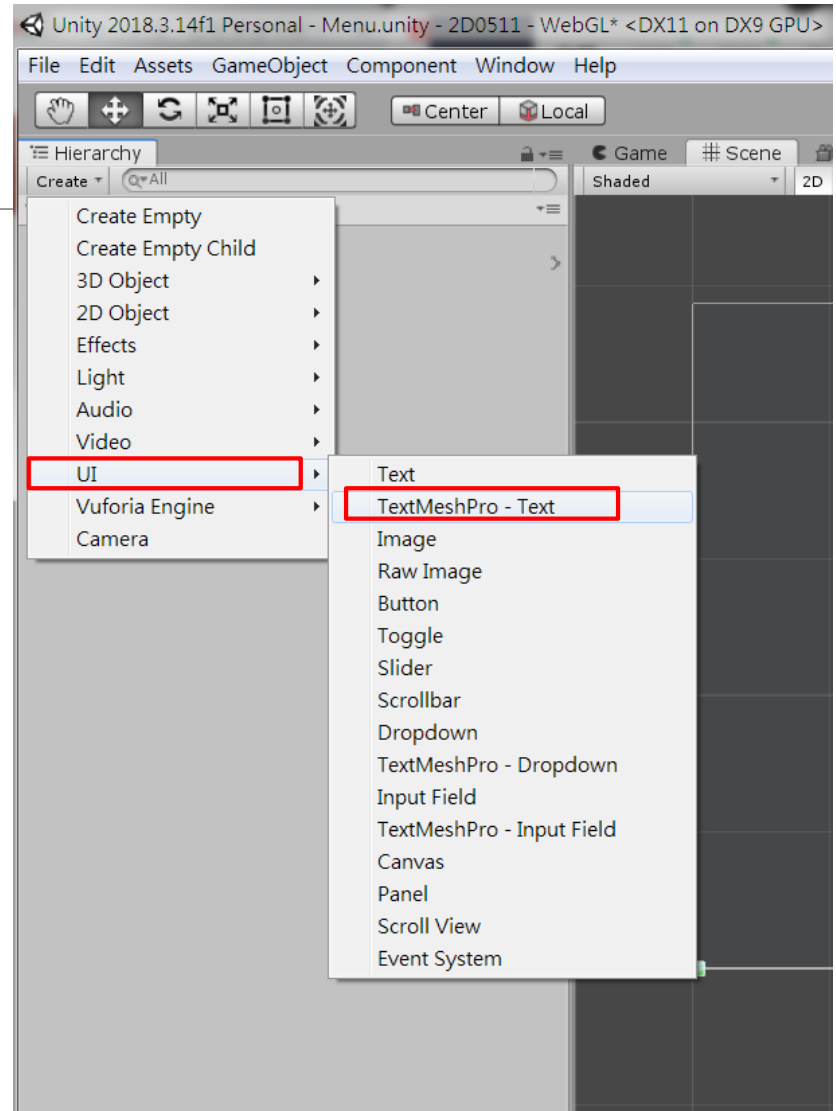 Unity 2018.3.14f1 Personal - Menu.unity - 2D0511 - WebGL* <DX11 on DX9 GPU>
File Edit Assets GameObject Component Window Help
Center Local
Hierarchy Game Scene
Create All Shaded 2D
Create Empty
Create Empty Child
3D Object
2D Object
Effects
Light
Audio
Video
UI
Vuforia Engine
Camera
Text
TextMeshPro - Text
Image
Raw Image
Button
Toggle
Slider
Scrollbar
Dropdown
TextMeshPro - Dropdown
Input Field
TextMeshPro - Input Field
Canvas
Panel
Scroll View
Event System